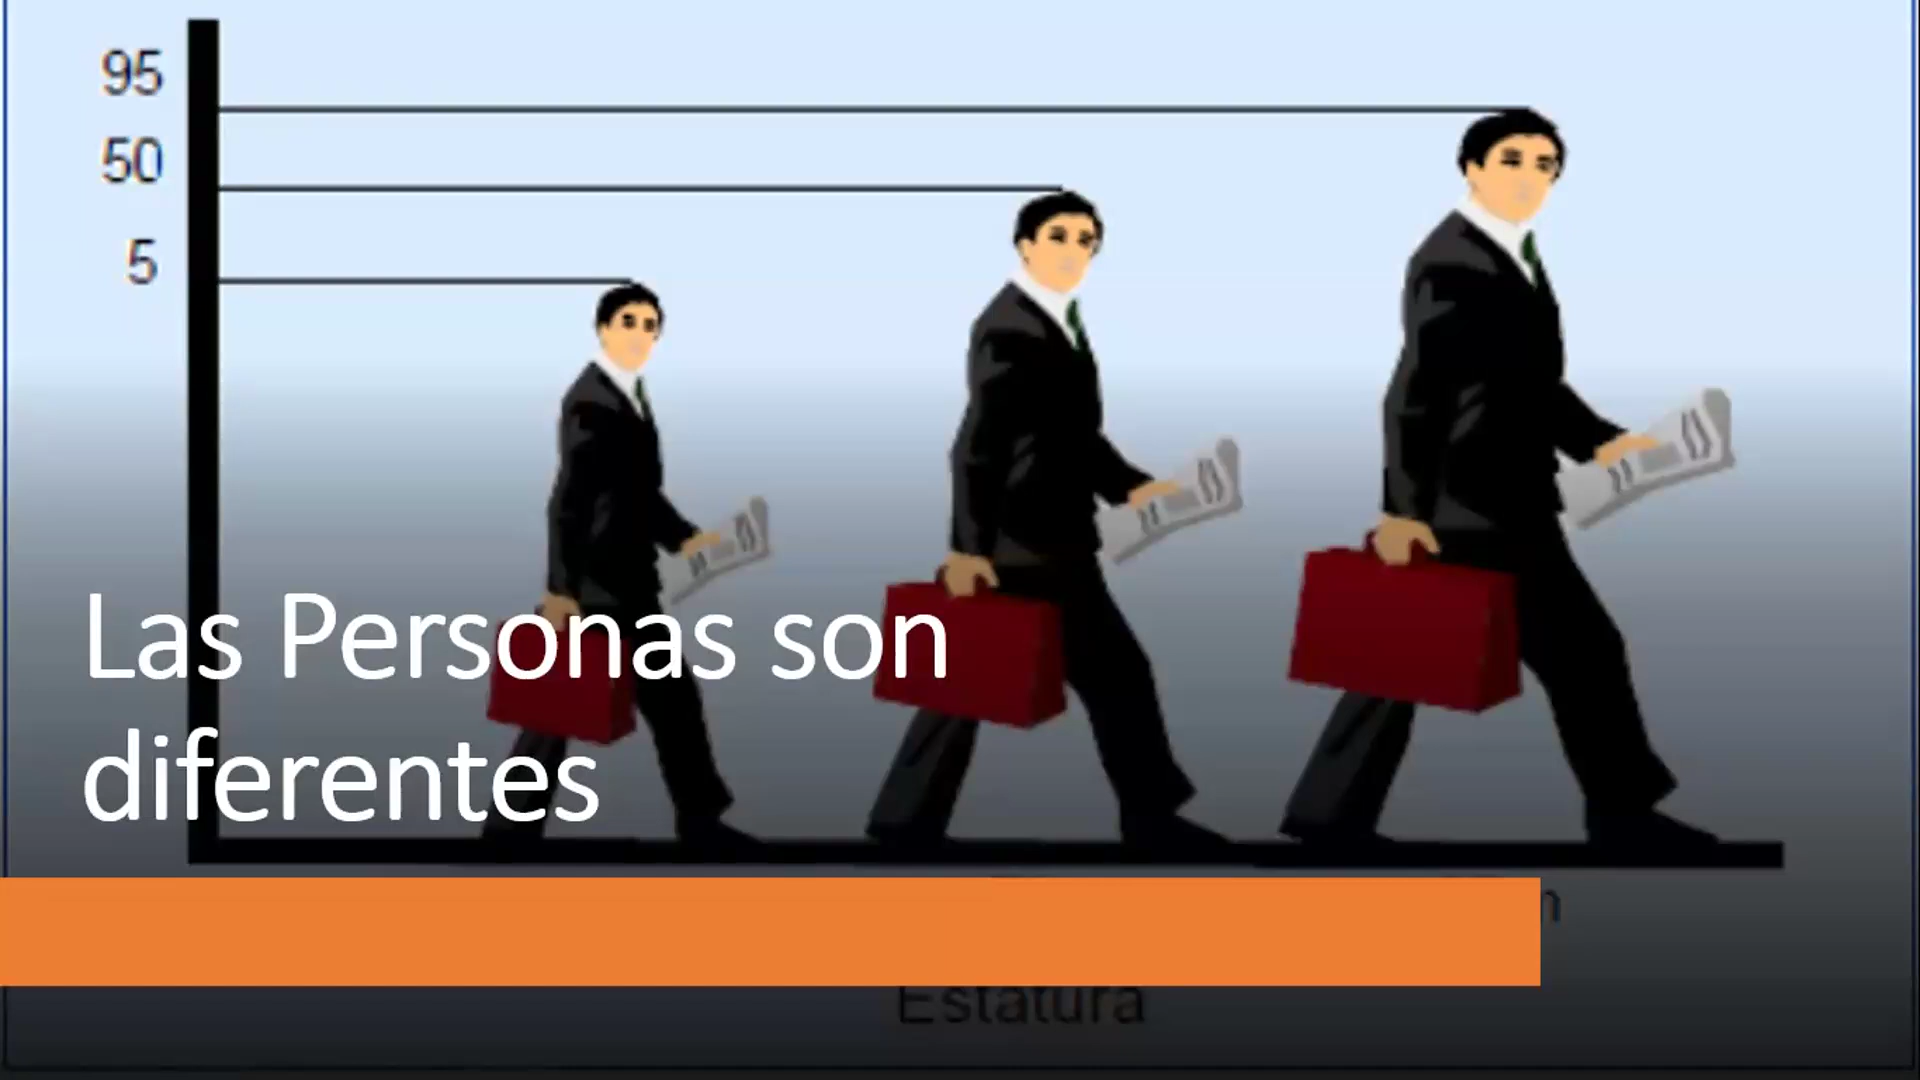 95
50
5
Las Personas son
diferentes
Estatura